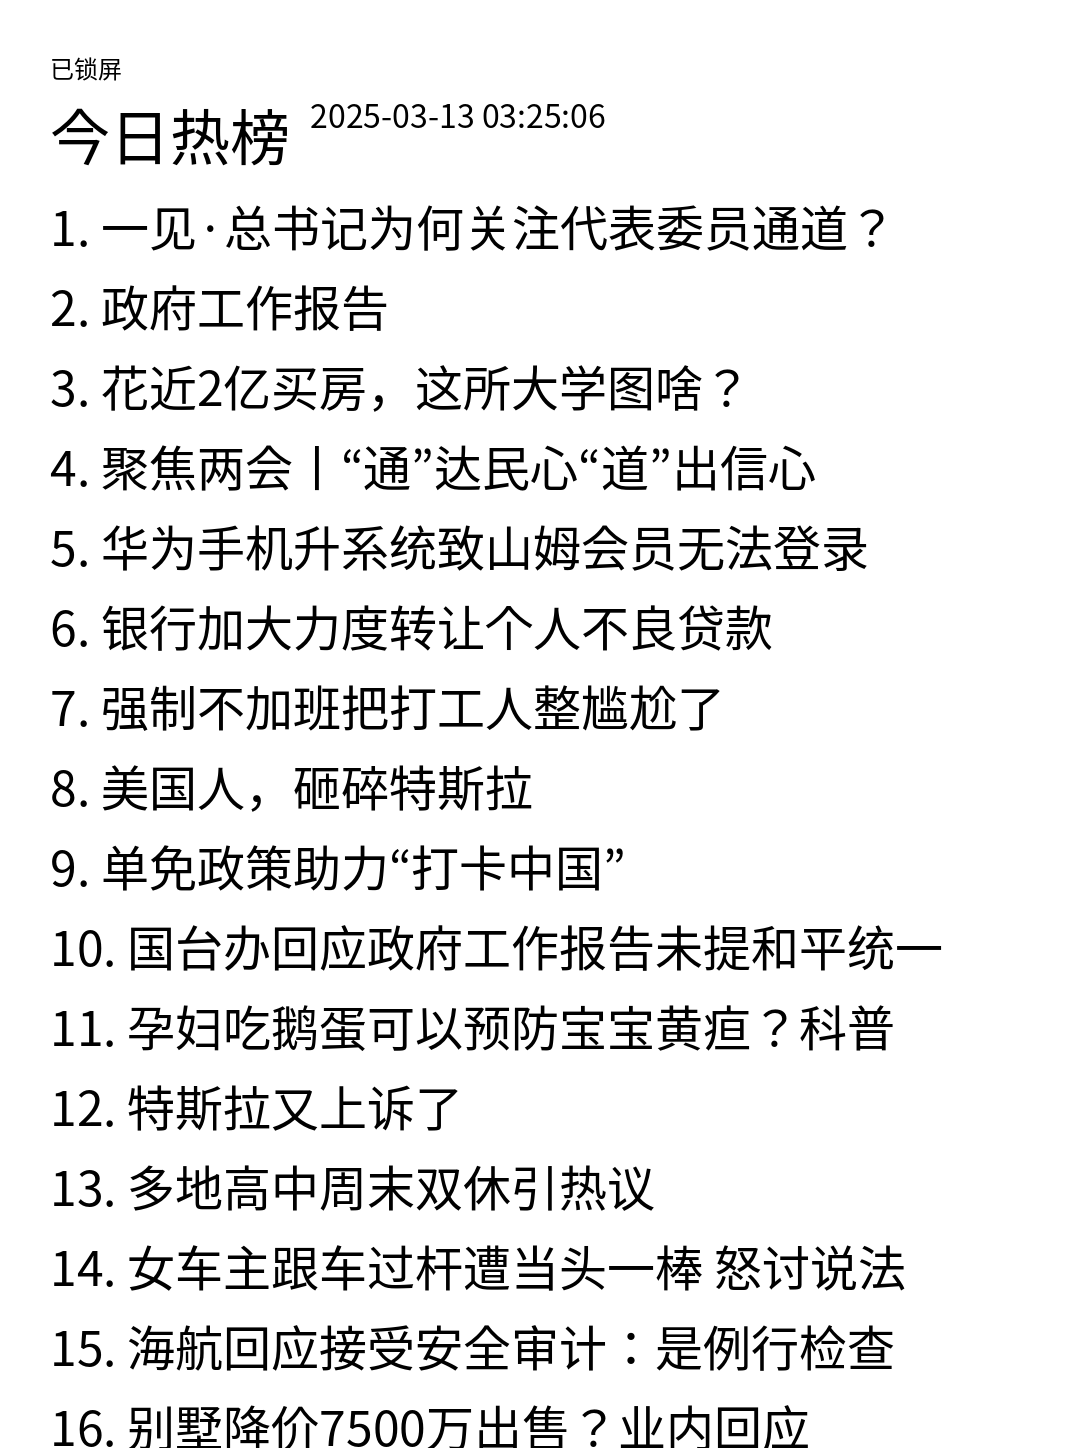 已锁屏
今日热榜 2025-03-13 03:25:06
1. 一见·总书记为何关注代表委员通道？
2. 政府工作报告
3. 花近2亿买房，这所大学图啥？
4. 聚焦两会丨“通”达民心“道”出信心
5. 华为手机升系统致山姆会员无法登录
6. 银行加大力度转让个人不良贷款
7. 强制不加班把打工人整尴尬了
8. 美国人，砸碎特斯拉
9. 单免政策助力“打卡中国”
10. 国台办回应政府工作报告未提和平统一
11. 孕妇吃鹅蛋可以预防宝宝黄疸？科普
12. 特斯拉又上诉了
13. 多地高中周末双休引热议
14. 女车主跟车过杆遭当头一棒 怒讨说法
15. 海航回应接受安全审计：是例行检查
16. 别墅降价7500万出售？业内回应